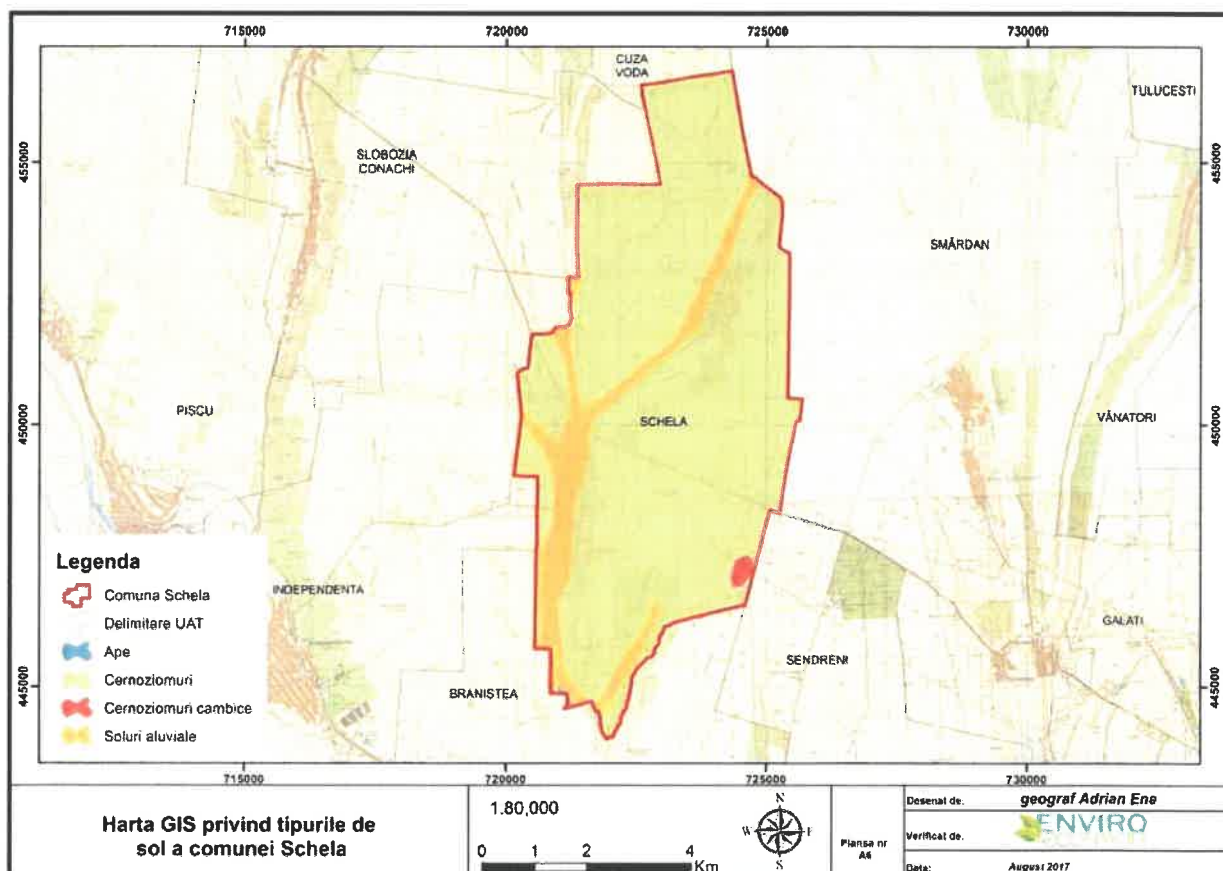 715000 720000 725000 730000
CUZA
VODA
TULUCESTI
455000
455000
SLOBOZIA
CONACHI
SMÂRDAN
PISCU
SCHELA
VÂNATORI
450000
450000
Legenda
Comuna Schela
Delimitare UAT
Ape
Cernoziomuri
Cernoziomuri cambice
Soluri aluviale
INDEPENDENTA
BRANISTEA
SENDRENI
GALATI
445000
445000
715000 720000 725000 730000
Harta GIS privind tipurile de
sol a comunei Schela
1:80,000
N
W E
S
0 1 2 4
Km
Plansa nr
A6
Desenat de: geograf Adrian Ene
Verificat de: ENVIRO
Data: August 2017